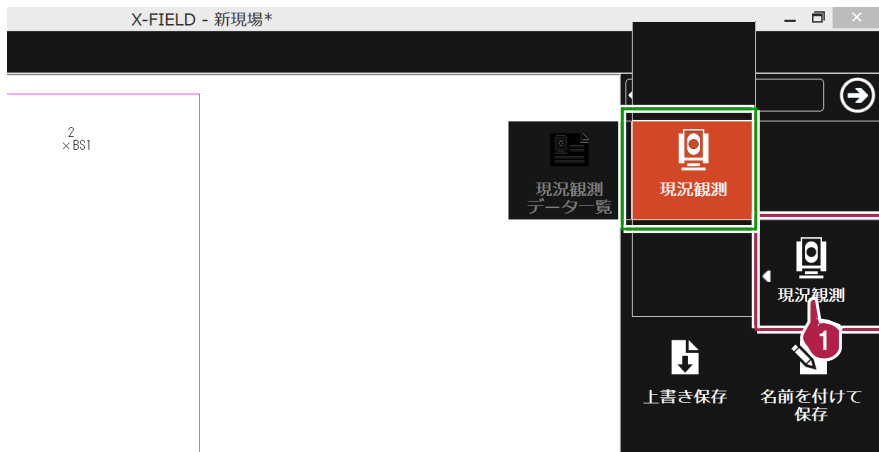 X-FIELD - 新現場*
2
×BS1
現況観測
データ一覧
現況観測
現況観測
1
上書き保存
名前を付けて
保存